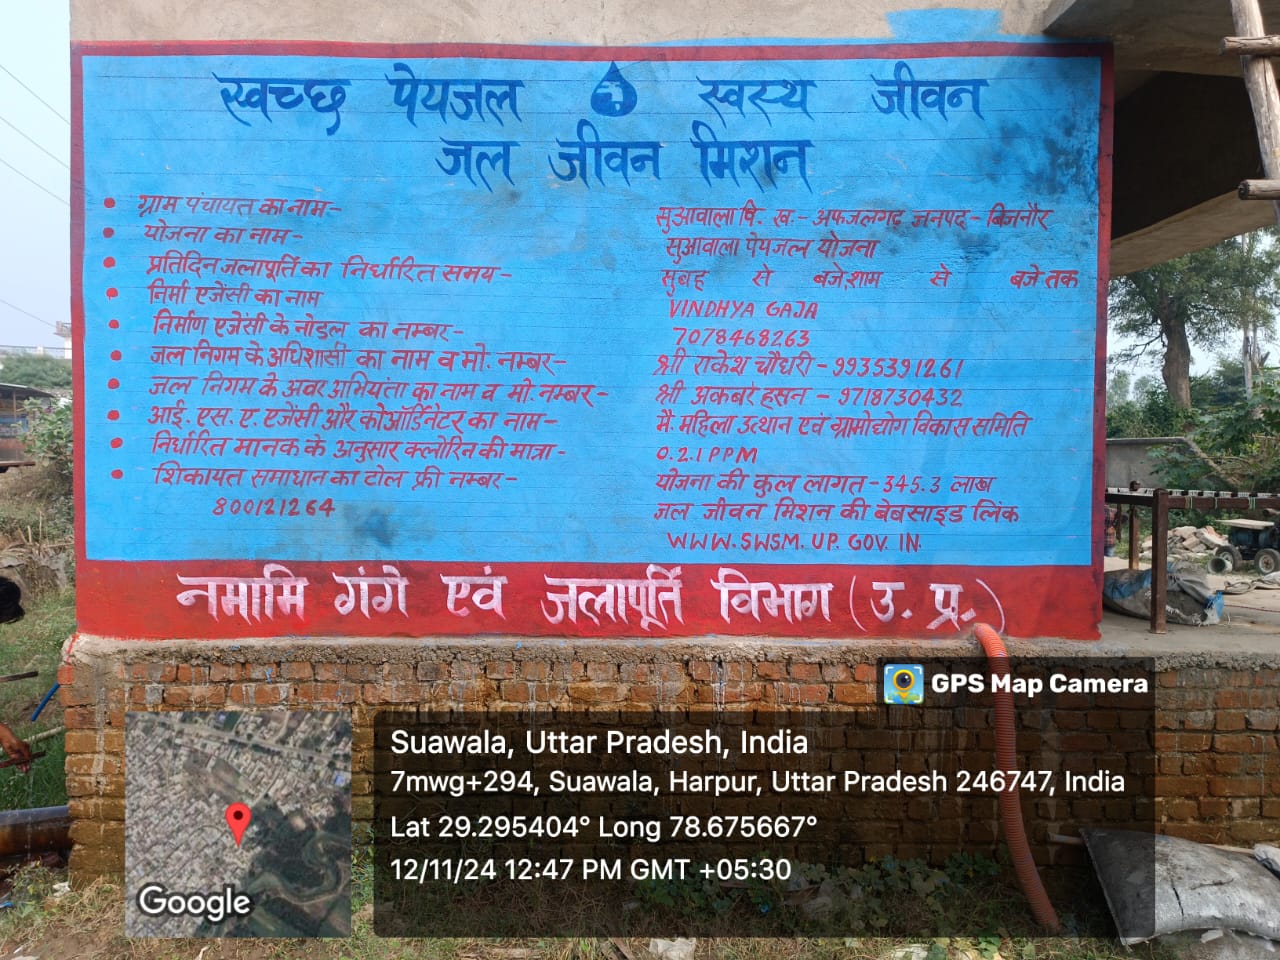 स्वच्छ पेयजल स्वस्थ जीवन
जल जीवन मिशन
ग्राम पंचायत का नाम- सुआवाला वि. ख.- अफजलगढ़ जनपद- बिजनौर
योजना का नाम- सुआवाला पेयजल योजना
प्रतिदिन जलापूर्ति का निर्धारित समय- सुबह से बजे,शाम से बजे तक
निर्मा एजेंसी का नाम VINDHYA GAJA
निर्माण एजेंसी के नोडल का नम्बर- 7078468263
जल निगम के अधिशासी का नाम व मो. नम्बर- श्री राकेश चौधरी- 9935391261
जल निगम के अवर अभियंता का नाम व मो. नम्बर- श्री अकबर हसन - 9718730432
आई. एस. ए. एजेंसी और कोऑर्डिनेटर का नाम- मै. महिला उत्थान एवं ग्रामोद्योग विकास समिति
निर्धारित मानक के अनुसार क्लोरिन की मात्रा- 0.2.1 PPM
शिकायत समाधान का टोल फ्री नम्बर- योजना की कुल लागत- 345.3 लाख
800121264 जल जीवन मिशन की बेबसाइड लिंक
WWW.SWSM.UP.GOV.IN.
नमामि गंगे एवं जलापूर्ति विभाग (उ. प्र.)
GPS Map Camera
Suawala, Uttar Pradesh, India
7mwg+294, Suawala, Harpur, Uttar Pradesh 246747, India
Lat 29.295404° Long 78.675667°
12/11/24 12:47 PM GMT +05:30
Google